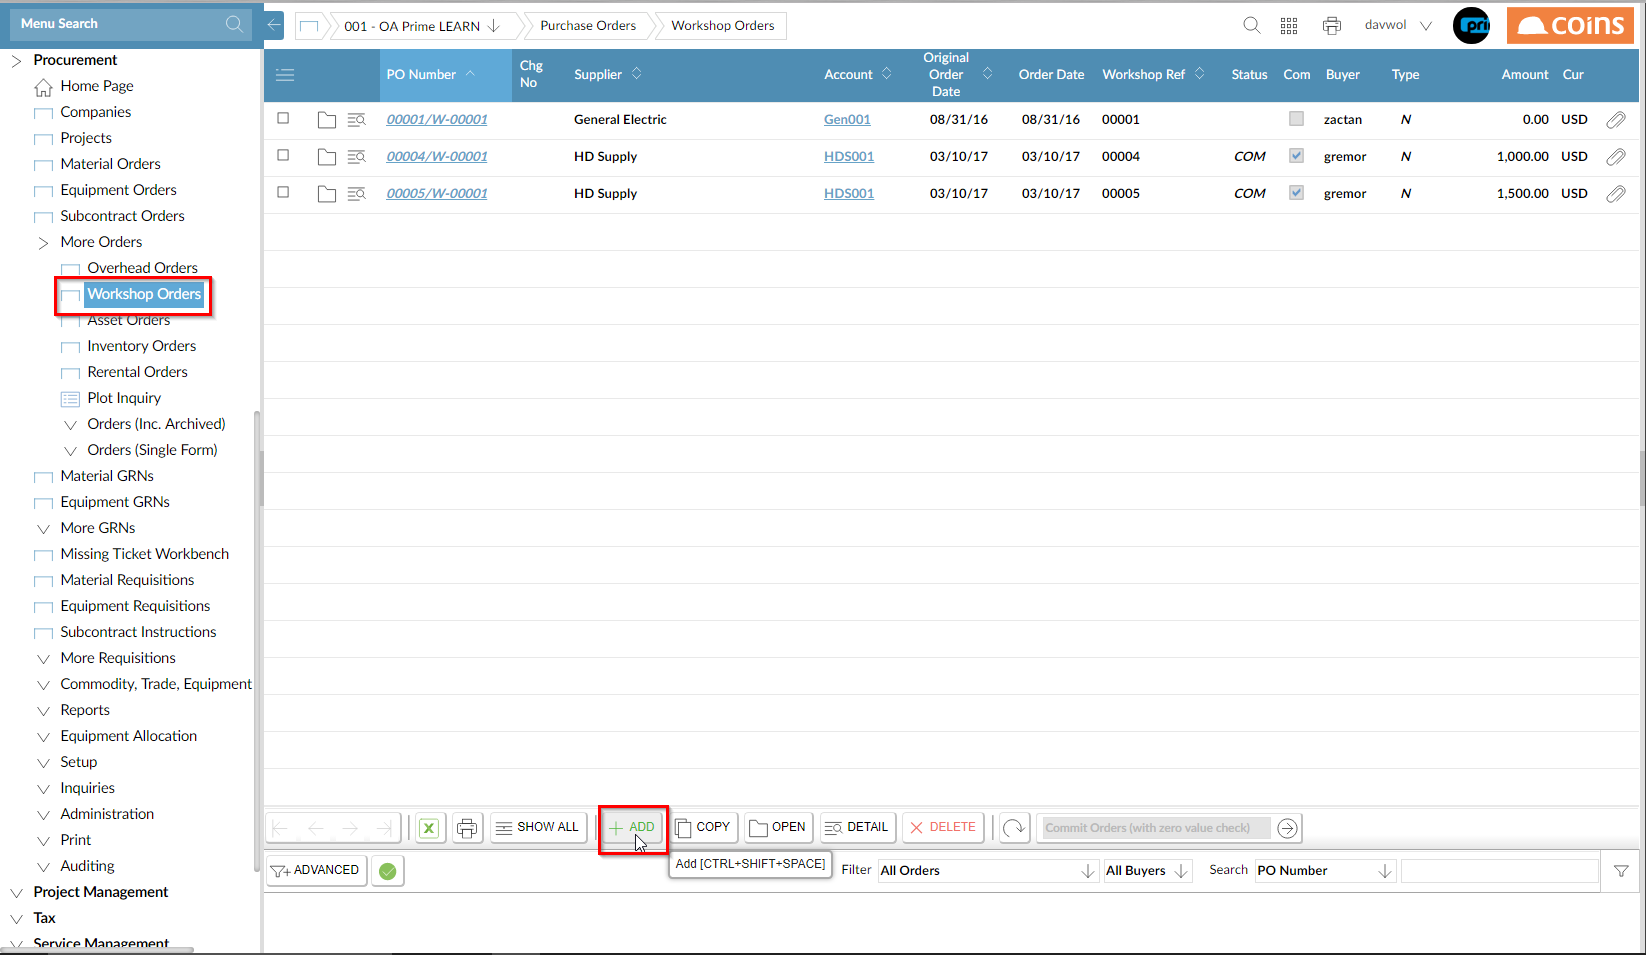 Menu Search
001 - OA Prime LEARN
Purchase Orders
Workshop Orders
davwol
pri
coins
Procurement
Home Page
Companies
Projects
Material Orders
Equipment Orders
Subcontract Orders
More Orders
Overhead Orders
Workshop Orders
Asset Orders
Inventory Orders
Rerental Orders
Plot Inquiry
Orders (Inc. Archived)
Orders (Single Form)
Material GRNs
Equipment GRNs
More GRNs
Missing Ticket Workbench
Material Requisitions
Equipment Requisitions
Subcontract Instructions
More Requisitions
Commodity, Trade, Equipment
Reports
Equipment Allocation
Setup
Inquiries
Administration
Print
Auditing
Project Management
Tax
Service Management
PO Number Chg No Supplier Account Original Order Date Order Date Workshop Ref Status Com Buyer Type Amount Cur
00001/W-00001 General Electric Gen001 08/31/16 08/31/16 00001 zactan N 0.00 USD
00004/W-00001 HD Supply HDS001 03/10/17 03/10/17 00004 COM gremor N 1,000.00 USD
00005/W-00001 HD Supply HDS001 03/10/17 03/10/17 00005 COM gremor N 1,500.00 USD
SHOW ALL ADD COPY OPEN DETAIL DELETE Commit Orders (with zero value check)
ADVANCED Add [CTRL+SHIFT+SPACE] Filter All Orders All Buyers Search PO Number